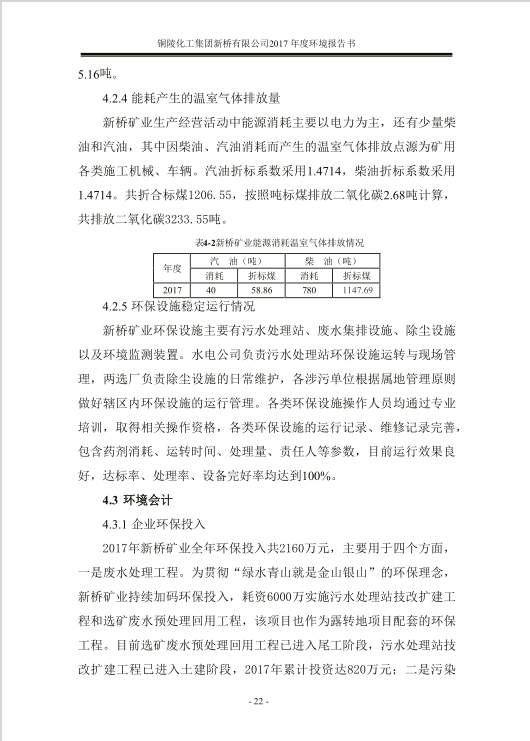 铜陵化工集团新桥有限公司2017 年度环境报告书
5.16吨。
4.2.4 能耗产生的温室气体排放量
新桥矿业生产经营活动中能源消耗主要以电力为主，还有少量柴
油和汽油，其中因柴油、汽油消耗而产生的温室气体排放点源为矿用
各类施工机械、车辆。汽油折标系数采用1.4714，柴油折标系数采用
1.4714。共折合标煤1206.55，按照吨标煤排放二氧化碳2.68吨计算，
共排放二氧化碳3233.55吨。
表4-2新桥矿业能源消耗温室气体排放情况
年度 汽 油（吨） 柴 油（吨）
消耗 折标煤 消耗 折标煤
2017 40 58.86 780 1147.69
4.2.5 环保设施稳定运行情况
新桥矿业环保设施主要有污水处理站、废水集排设施、除尘设施
以及环境监测装置。水电公司负责污水处理站环保设施运转与现场管
理，两选厂负责除尘设施的日常维护，各涉污单位根据属地管理原则
做好辖区内环保设施的运行管理。各类环保设施操作人员均通过专业
培训，取得相关操作资格，各类环保设施的运行记录、维修记录完善，
包含药剂消耗、运转时间、处理量、责任人等参数，目前运行效果良
好，达标率、处理率、设备完好率均达到100%。
4.3 环境会计
4.3.1 企业环保投入
2017年新桥矿业全年环保投入共2160万元，主要用于四个方面，
一是废水处理工程。为贯彻“绿水青山就是金山银山”的环保理念，
新桥矿业持续加码环保投入，耗资6000万实施污水处理站技改扩建工
程和选矿废水预处理回用工程，该项目也作为露转地项目配套的环保
工程。目前选矿废水预处理回用工程已进入尾工阶段，污水处理站技
改扩建工程已进入土建阶段，2017年累计投资达820万元；二是污染
- 22 -